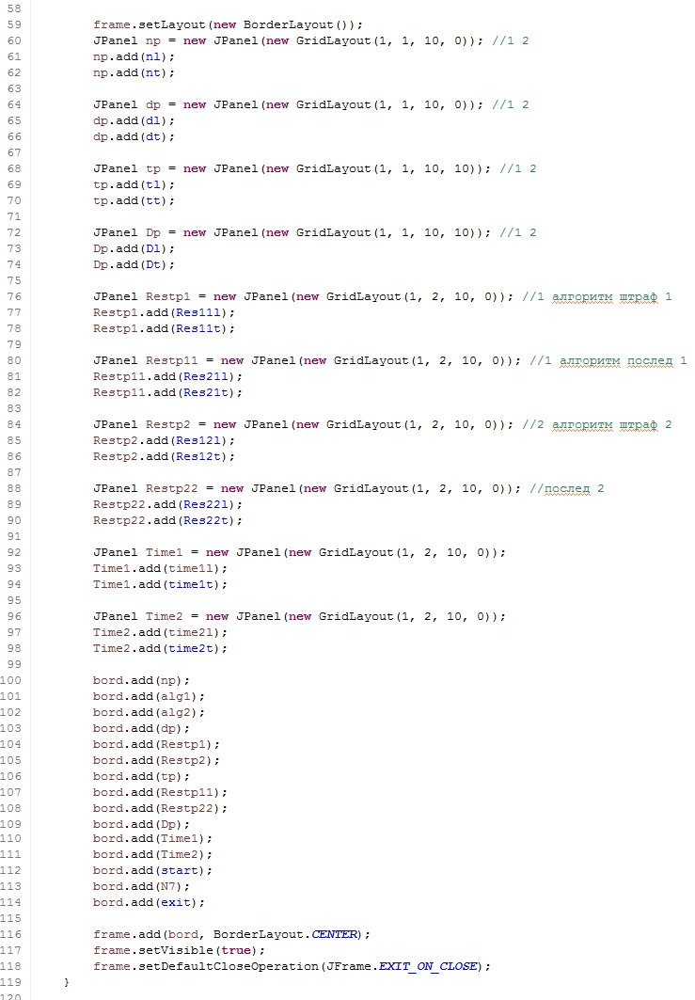 58
59 frame.setLayout(new BorderLayout());
60 JPanel np = new JPanel(new GridLayout(1, 1, 10, 0)); //1 2
61 np.add(nl);
62 np.add(nt);
63
64 JPanel dp = new JPanel(new GridLayout(1, 1, 10, 0)); //1 2
65 dp.add(dl);
66 dp.add(dt);
67
68 JPanel tp = new JPanel(new GridLayout(1, 1, 10, 10)); //1 2
69 tp.add(tl);
70 tp.add(tt);
71
72 JPanel Dp = new JPanel(new GridLayout(1, 1, 10, 10)); //1 2
73 Dp.add(Dl);
74 Dp.add(Dt);
75
76 JPanel Restp1 = new JPanel(new GridLayout(1, 2, 10, 0)); //1 алгоритм штраф 1
77 Restp1.add(Res11l);
78 Restp1.add(Res11t);
79
80 JPanel Restp11 = new JPanel(new GridLayout(1, 2, 10, 0)); //1 алгоритм послед 1
81 Restp11.add(Res21l);
82 Restp11.add(Res21t);
83
84 JPanel Restp2 = new JPanel(new GridLayout(1, 2, 10, 0)); //2 алгоритм штраф 2
85 Restp2.add(Res12l);
86 Restp2.add(Res12t);
87
88 JPanel Restp22 = new JPanel(new GridLayout(1, 2, 10, 0)); //послед 2
89 Restp22.add(Res22l);
90 Restp22.add(Res22t);
91
92 JPanel Time1 = new JPanel(new GridLayout(1, 2, 10, 0));
93 Time1.add(time1l);
94 Time1.add(time1t);
95
96 JPanel Time2 = new JPanel(new GridLayout(1, 2, 10, 0));
97 Time2.add(time2l);
98 Time2.add(time2t);
99
100 bord.add(np);
101 bord.add(alg1);
102 bord.add(alg2);
103 bord.add(dp);
104 bord.add(Restp1);
105 bord.add(Restp2);
106 bord.add(tp);
107 bord.add(Restp11);
108 bord.add(Restp22);
109 bord.add(Dp);
110 bord.add(Time1);
111 bord.add(Time2);
112 bord.add(start);
113 bord.add(N7);
114 bord.add(exit);
115
116 frame.add(bord, BorderLayout.CENTER);
117 frame.setVisible(true);
118 frame.setDefaultCloseOperation(JFrame.EXIT_ON_CLOSE);
119 }
120